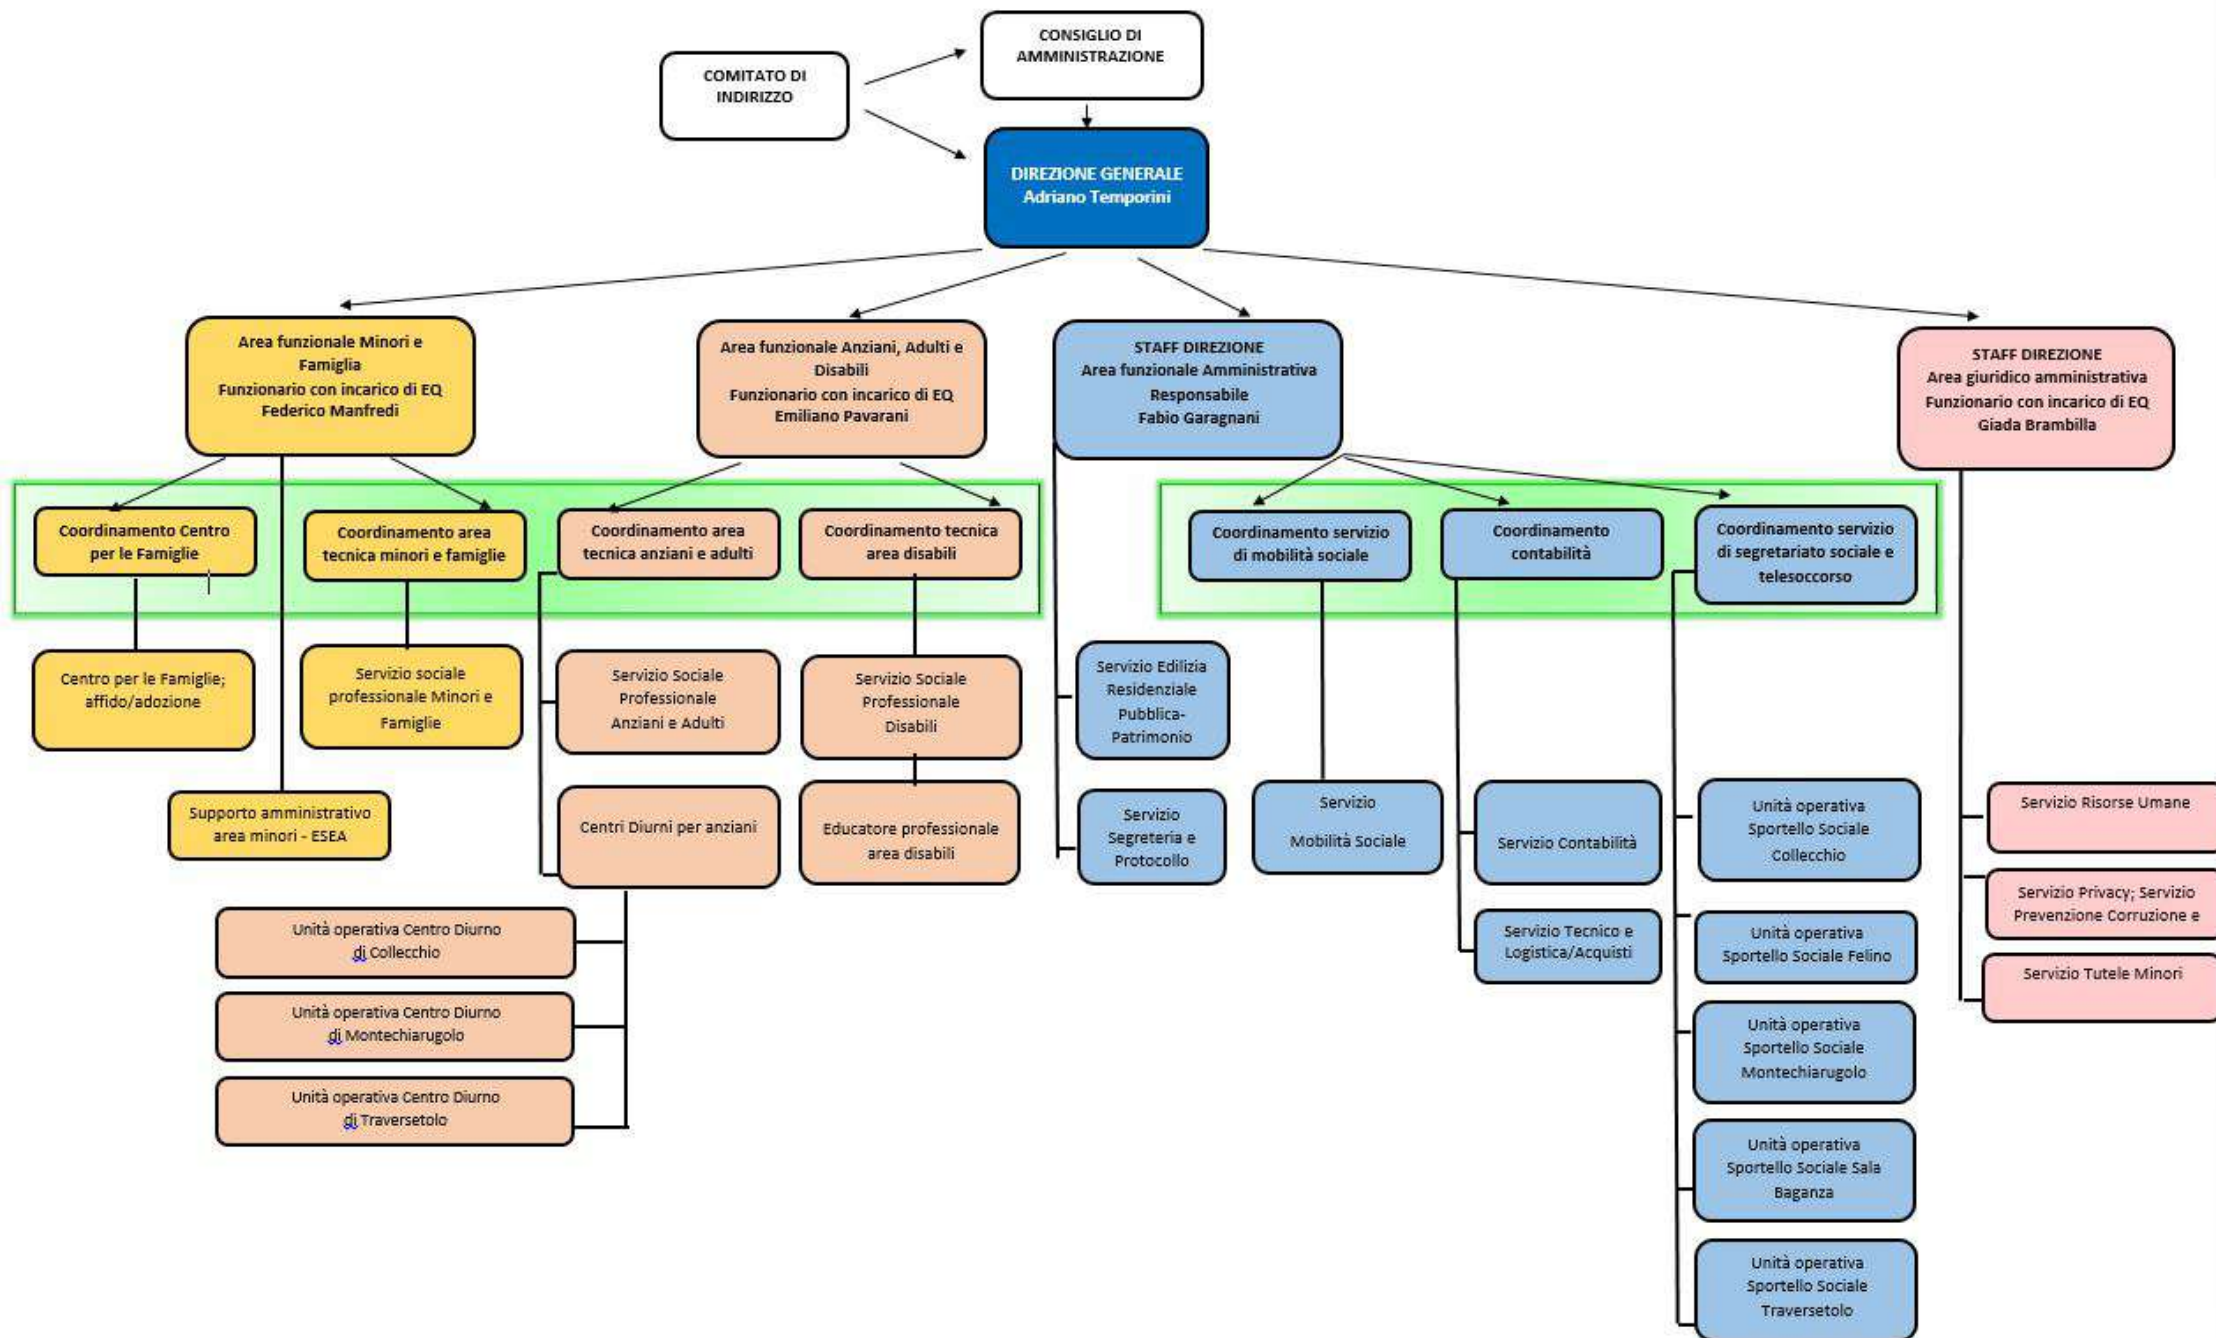 CONSIGLIO DI
AMMINISTRAZIONE
COMITATO DI
INDIRIZZO
DIREZIONE GENERALE
Adriano Temporini
Area funzionale Minori e
Famiglia
Funzionario con incarico di EQ
Federico Manfredi
Area funzionale Anziani, Adulti e
Disabili
Funzionario con incarico di EQ
Emiliano Pavarani
STAFF DIREZIONE
Area funzionale Amministrativa
Responsabile
Fabio Garagnani
STAFF DIREZIONE
Area giuridico amministrativa
Funzionario con incarico di EQ
Giada Brambilla
Coordinamento Centro
per le Famiglie
Coordinamento area
tecnica minori e famiglie
Coordinamento area
tecnica anziani e adulti
Coordinamento tecnica
area disabili
Coordinamento servizio
di mobilità sociale
Coordinamento
contabilità
Coordinamento servizio
di segretariato sociale e
telesoccorso
Centro per le Famiglie;
affido/adozione
Servizio sociale
professionale Minori e
Famiglie
Servizio Sociale
Professionale
Anziani e Adulti
Servizio Sociale
Professionale
Disabili
Servizio Edilizia
Residenziale
Pubblica-
Patrimonio
Supporto amministrativo
area minori - ESEA
Centri Diurni per anziani
Educatore professionale
area disabili
Servizio
Segreteria e
Protocollo
Servizio
Mobilità Sociale
Servizio Contabilità
Unità operativa
Sportello Sociale
Collecchio
Servizio Risorse Umane
Servizio Privacy; Servizio
Prevenzione Corruzione e
Servizio Tutele Minori
Unità operativa Centro Diurno
di Collecchio
Unità operativa Centro Diurno
di Montechiarugolo
Unità operativa Centro Diurno
di Traversetolo
Servizio Tecnico e
Logistica/Acquisti
Unità operativa
Sportello Sociale Felino
Unità operativa
Sportello Sociale
Montechiarugolo
Unità operativa
Sportello Sociale Sala
Baganza
Unità operativa
Sportello Sociale
Traversetolo